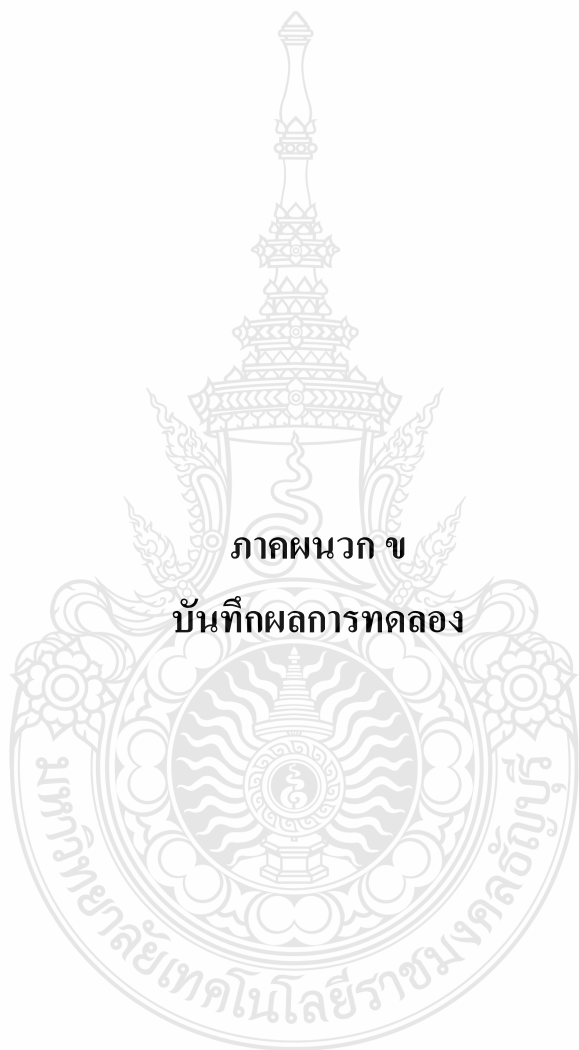 ภาคผนวก ข
บันทึกผลการทดลอง
มหาวิทยาลัยเทคโนโลยีราชมงคลธัญบุรี